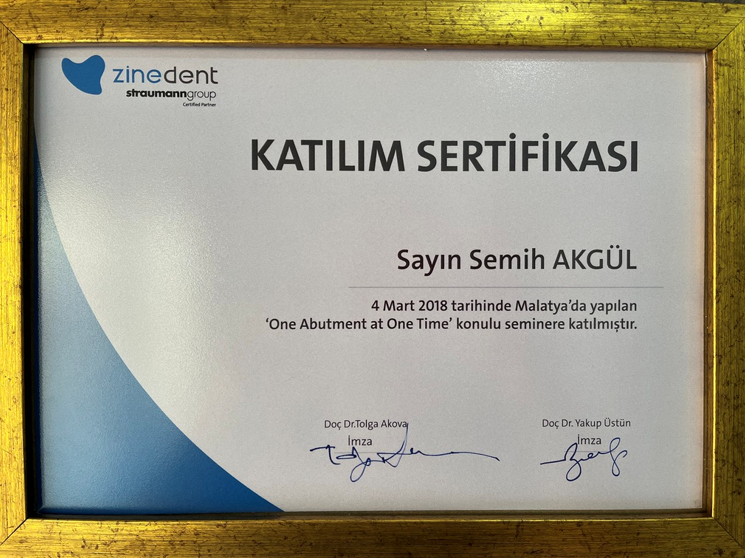 zinedent
straumanngroup
Certified Partner
KATILIM SERTİFİKASI
Sayın Semih AKGÜL
4 Mart 2018 tarihinde Malatya’da yapılan
‘One Abutment at One Time’ konulu seminere katılmıştır.
Doç Dr.Tolga Akova
İmza
Doç Dr. Yakup Üstün
İmza